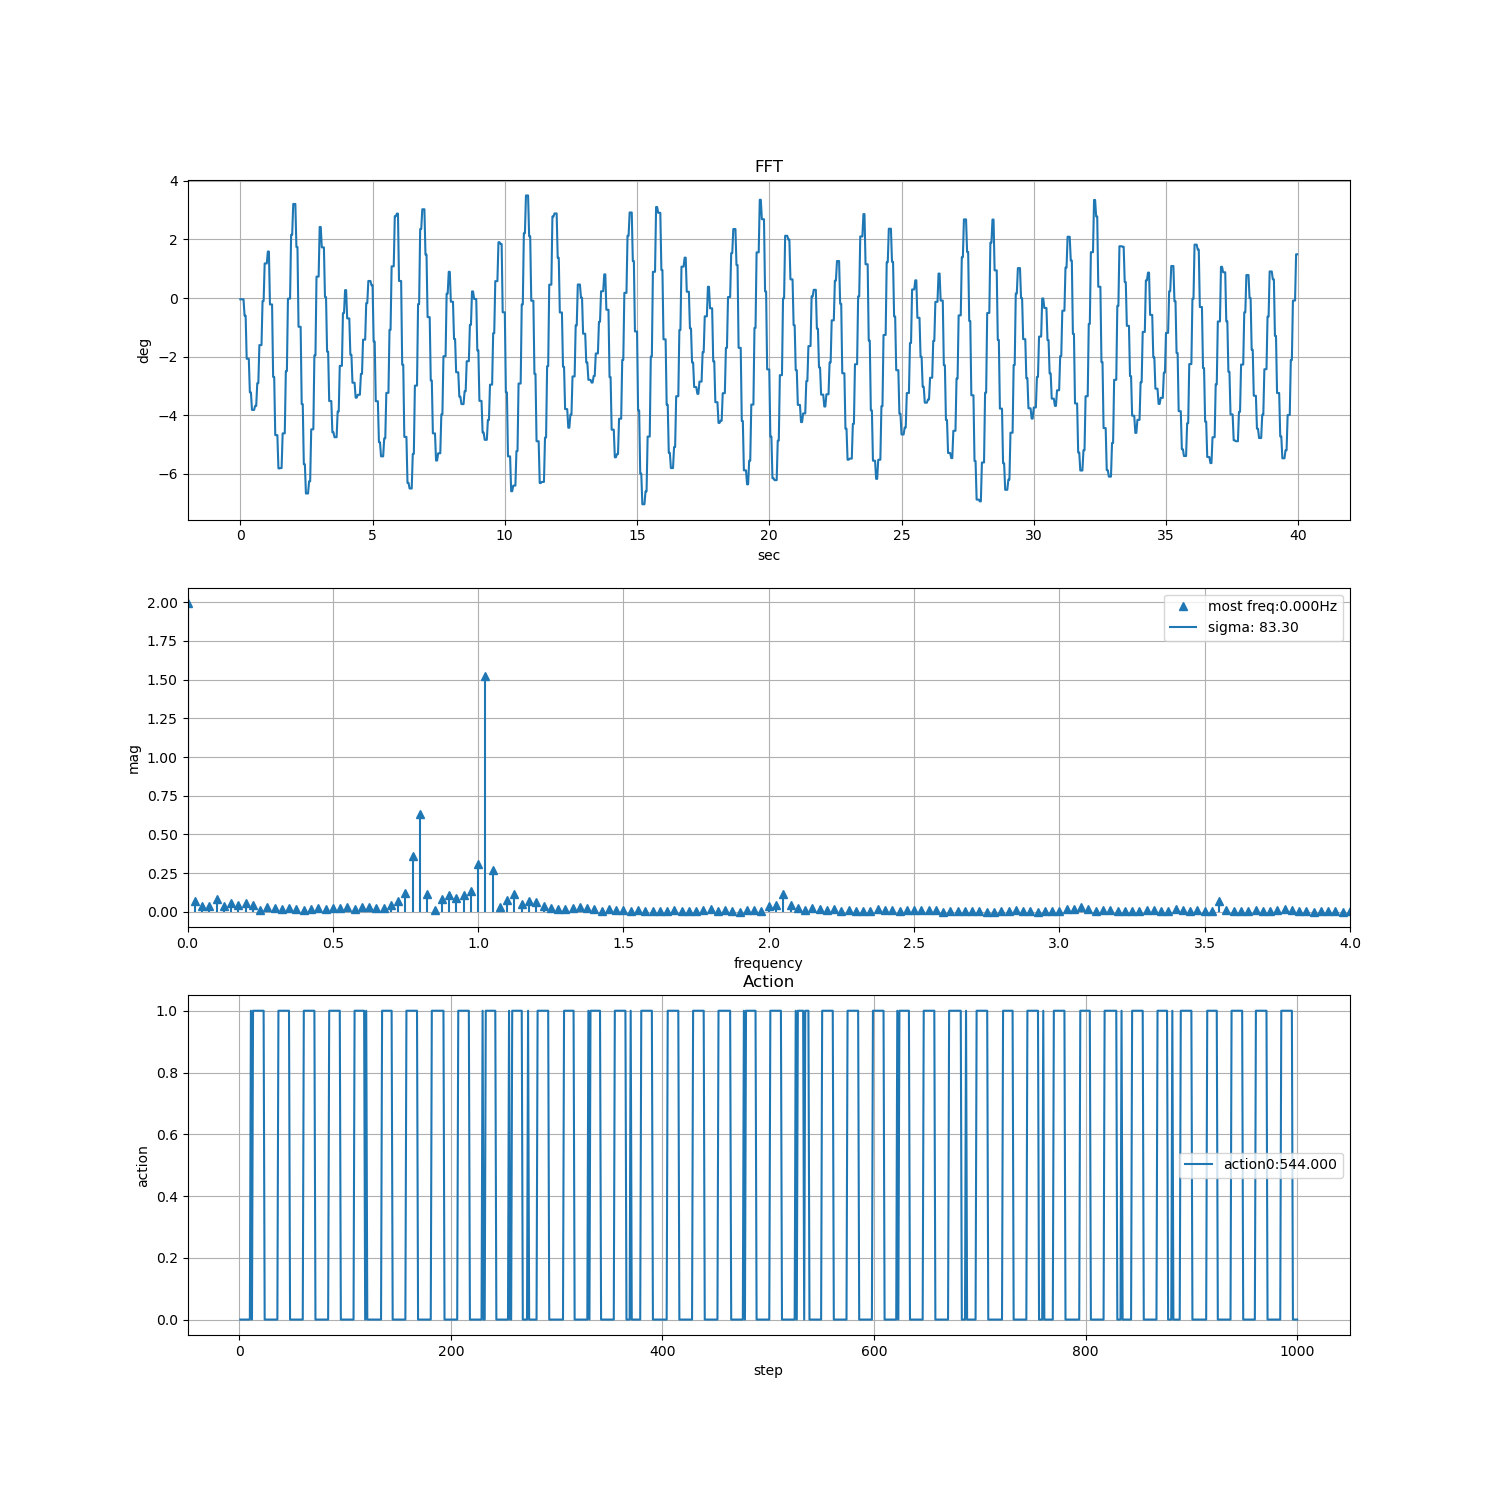 FFT
4
2
0
−2
−4
−6
deg
0 5 10 15 20 25 30 35 40
sec
2.00
1.75
1.50
1.25
1.00
0.75
0.50
0.25
0.00
mag
most freq:0.000Hz
sigma: 83.30
0.0 0.5 1.0 1.5 2.0 2.5 3.0 3.5 4.0
frequency
Action
1.0
0.8
0.6
0.4
0.2
0.0
action
action0:544.000
0 200 400 600 800 1000
step